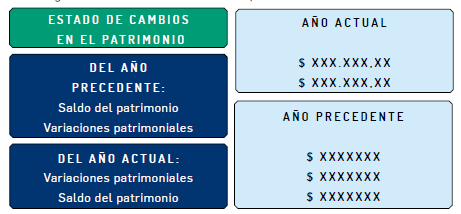 ESTADO DE CAMBIOS
EN EL PATRIMONIO
DEL AÑO
PRECEDENTE:
Saldo del patrimonio
Variaciones patrimoniales
DEL AÑO ACTUAL:
Variaciones patrimoniales
Saldo del patrimonio
AÑO ACTUAL
$ XXX.XXX,XX
$ XXX.XXX,XX
AÑO PRECEDENTE
$ XXXXXXX
$ XXXXXXX
$ XXXXXXX